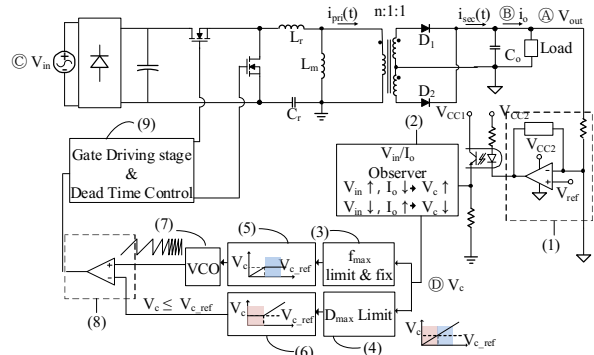 i_pri(t)
n:1:1
D_1
i_sec(t)
Ⓑ i_o
Ⓐ V_out
Ⓒ V_in
L_r
L_m
C_r
C_o
Load
D_2
V_CC1
V_CC2
(9)
Gate Driving stage
&
Dead Time Control
(2)
V_in/I_o
Observer
V_in ↑, I_o ↓→ V_c ↑
V_in ↓, I_o ↑→ V_c ↓
V_CC2
V_ref
(1)
(7)
(5)
(3)
VCO
V_c
V_c_ref
f_max
limit & fix
Ⓓ V_c
(8)
V_c ≤ V_c_ref
V_c
V_c_ref
D_max Limit
(6)
(4)
V_c
V_c_ref